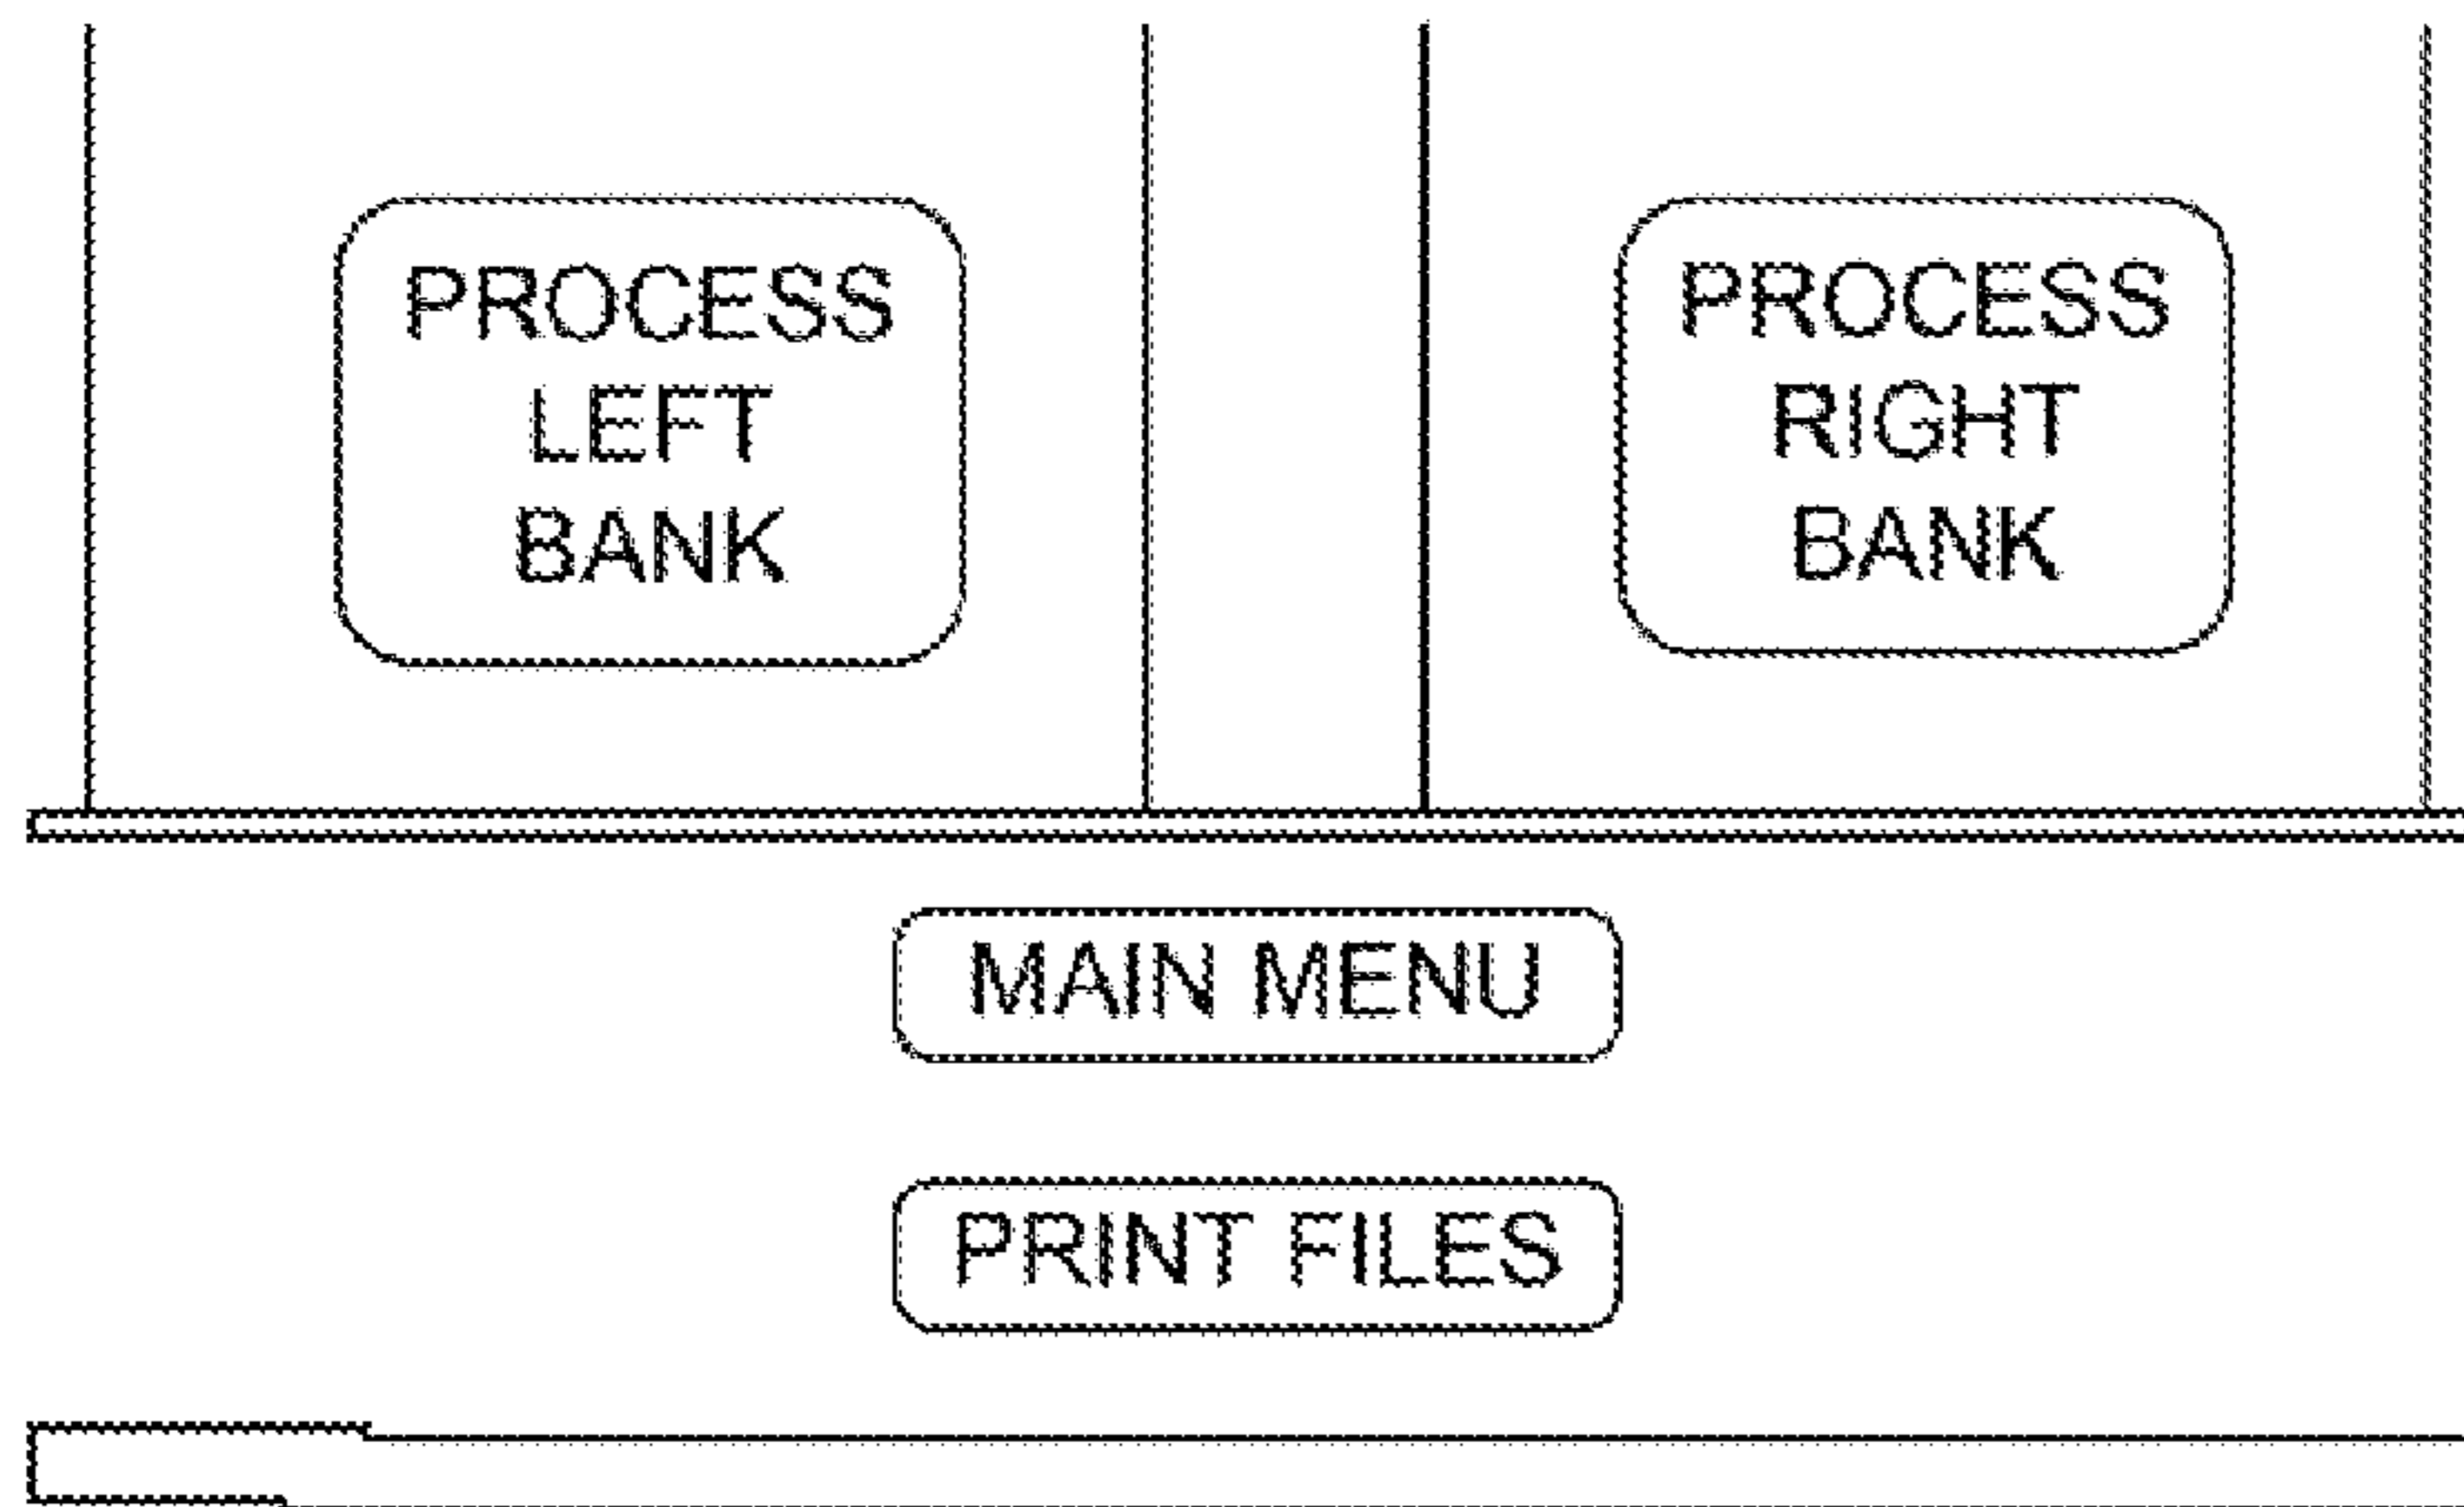 PROCESS
LEFT
BANK
PROCESS
RIGHT
BANK
MAIN MENU
PRINT FILES